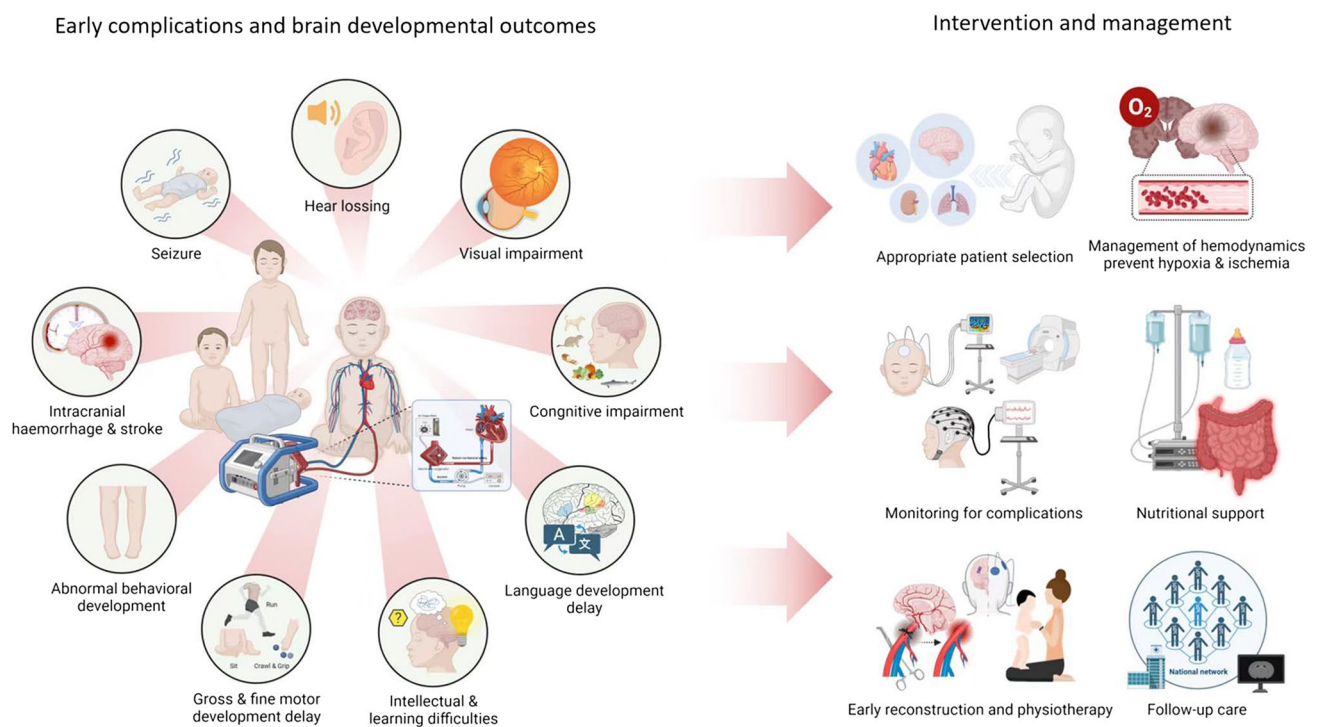 Early complications and brain developmental outcomes
Intervention and management
Hear lossing
Seizure
Visual impairment
Intracranial
haemorrhage & stroke
Congnitive impairment
Abnormal behavioral
development
Language development
delay
A
文
Run
Sit
Crawl & Grip
Gross & fine motor
development delay
?
Intellectual &
learning difficulties
Pump
O₂
Appropriate patient selection
Management of hemodynamics
prevent hypoxia & ischemia
Monitoring for complications
Nutritional support
Early reconstruction and physiotherapy
National network
Follow-up care